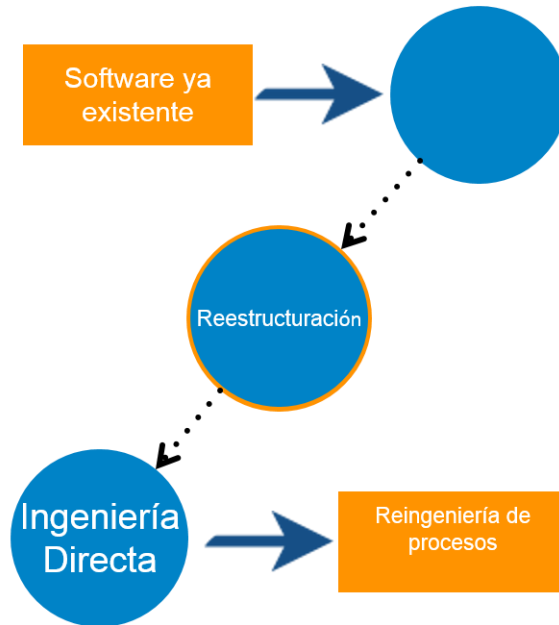 Software ya
existente
Reestructuración
Ingeniería
Directa
Reingeniería de
procesos